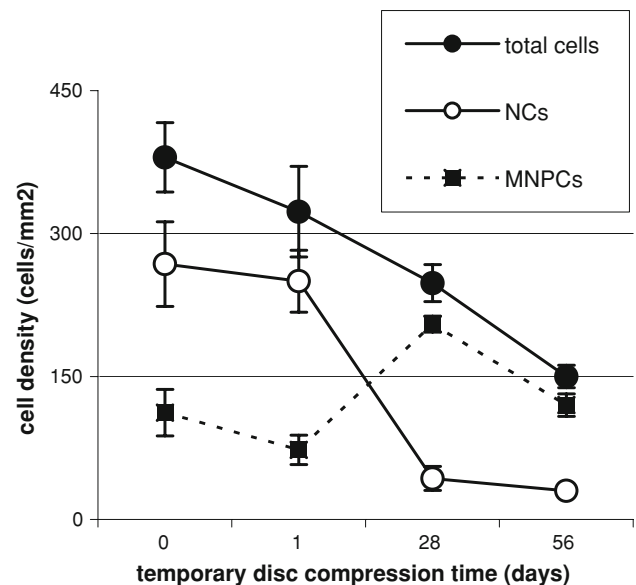 total cells
NCs
MNPCs
450
300
150
0
cell density (cells/mm2)
0 1 28 56
temporary disc compression time (days)